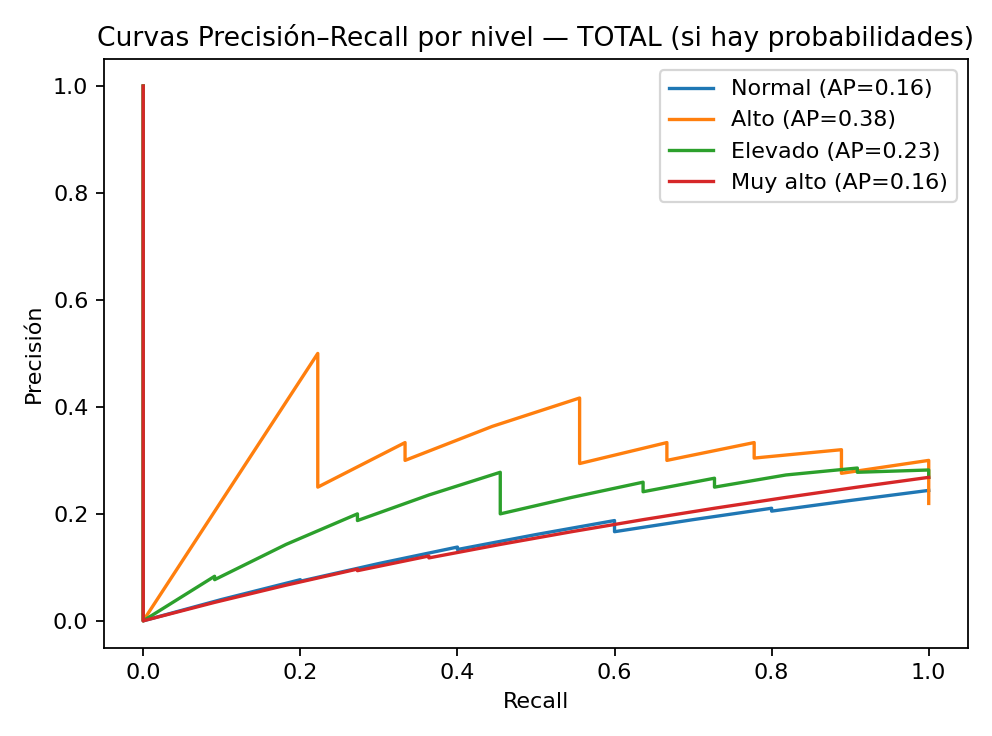 Curvas Precisión–Recall por nivel — TOTAL (si hay probabilidades)
Normal (AP=0.16)
Alto (AP=0.38)
Elevado (AP=0.23)
Muy alto (AP=0.16)
Precisión
1.0
0.8
0.6
0.4
0.2
0.0
0.0 0.2 0.4 0.6 0.8 1.0
Recall